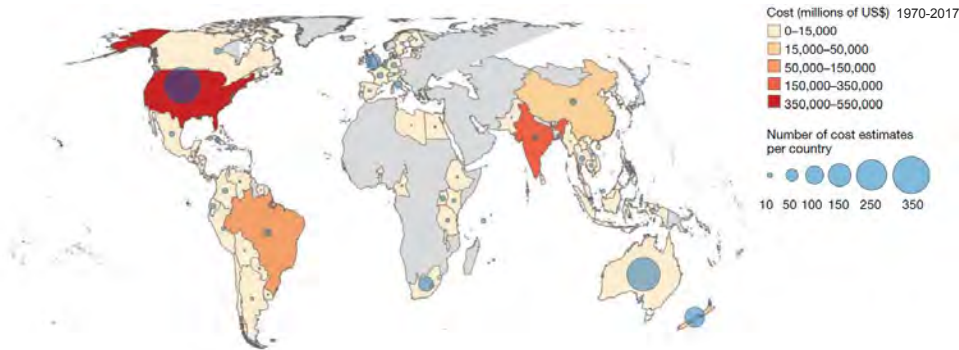 Cost (millions of US$) 1970-2017
0–15,000
15,000–50,000
50,000–150,000
150,000–350,000
350,000–550,000
Number of cost estimates
per country
10 50 100 150 250 350